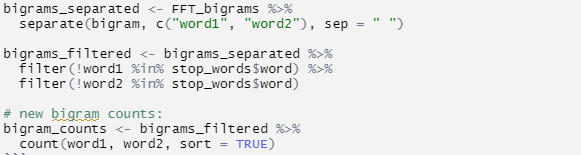 bigrams_separated <- FFT_bigrams %>%
  separate(bigram, c("word1", "word2"), sep = " ")

bigrams_filtered <- bigrams_separated %>%
  filter(!word1 %in% stop_words$word) %>%
  filter(!word2 %in% stop_words$word)

# new bigram counts:
bigram_counts <- bigrams_filtered %>%
  count(word1, word2, sort = TRUE)
```